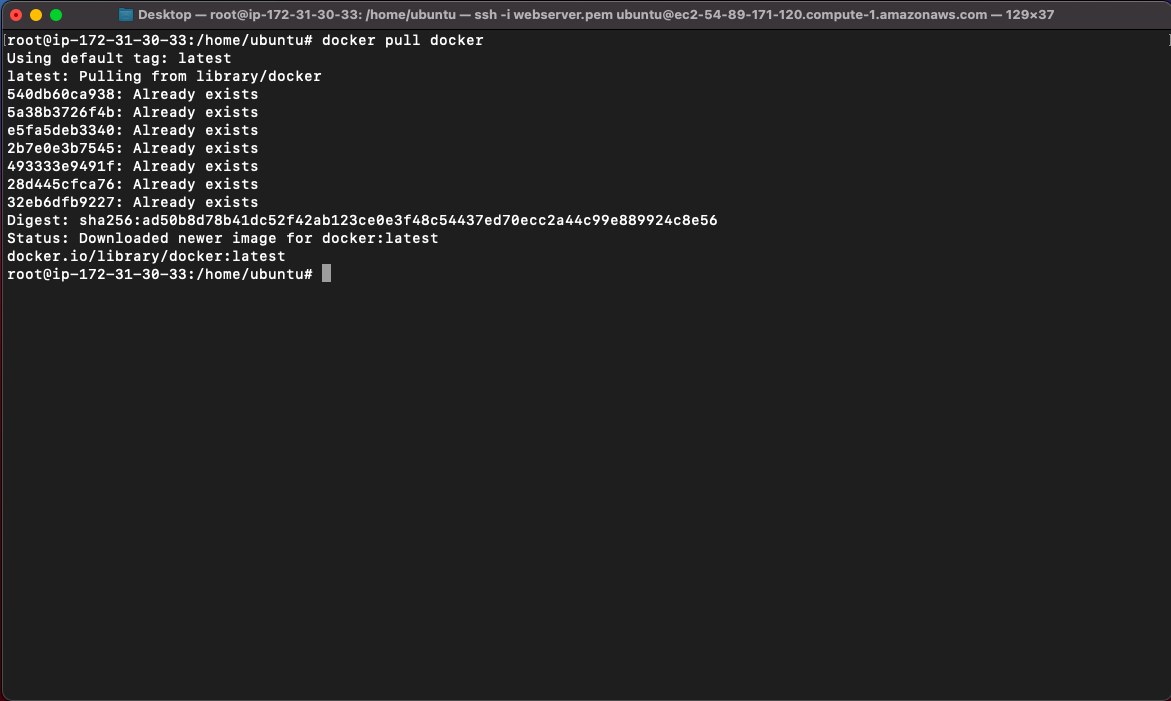 Desktop — root@ip-172-31-30-33: /home/ubuntu — ssh -i webserver.pem ubuntu@ec2-54-89-171-120.compute-1.amazonaws.com — 129×37
[root@ip-172-31-30-33:/home/ubuntu# docker pull docker
Using default tag: latest
latest: Pulling from library/docker
540db60ca938: Already exists
5a38b3726f4b: Already exists
e5fa5deb3340: Already exists
2b7e0e3b7545: Already exists
493333e9491f: Already exists
28d445cfca76: Already exists
32eb6dfb9227: Already exists
Digest: sha256:ad50b8d78b41dc52f42ab123ce0e3f48c54437ed70ecc2a44c99e889924c8e56
Status: Downloaded newer image for docker:latest
docker.io/library/docker:latest
root@ip-172-31-30-33:/home/ubuntu#